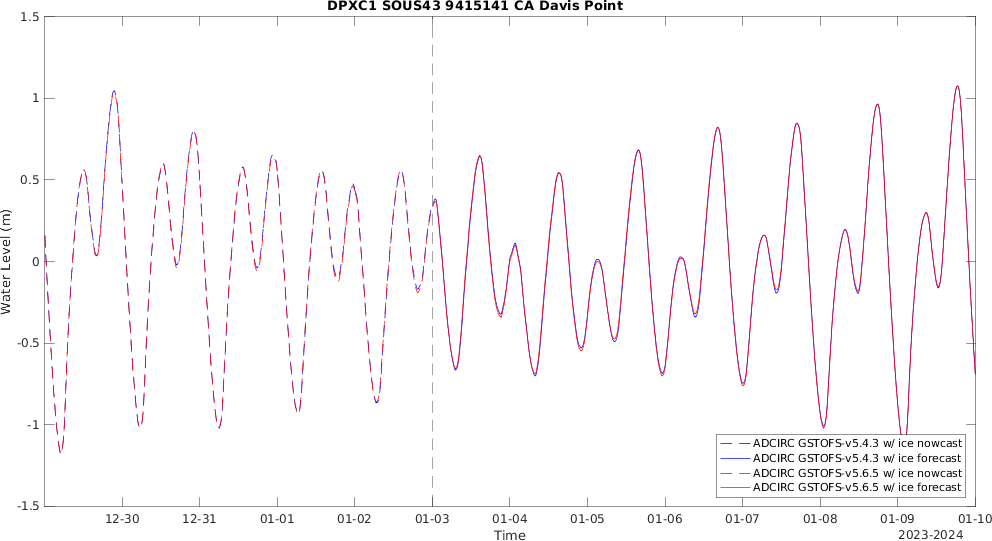 DPXC1 SOUS43 9415141 CA Davis Point
1.5
1
0.5
0
-0.5
-1
-1.5
Water Level (m)
ADCIRC GSTOFS-v5.4.3 w/ ice nowcast
ADCIRC GSTOFS-v5.4.3 w/ ice forecast
ADCIRC GSTOFS-v5.6.5 w/ ice nowcast
ADCIRC GSTOFS-v5.6.5 w/ ice forecast
12-30 12-31 01-01 01-02 01-03 01-04 01-05 01-06 01-07 01-08 01-09 01-10
Time
2023-2024